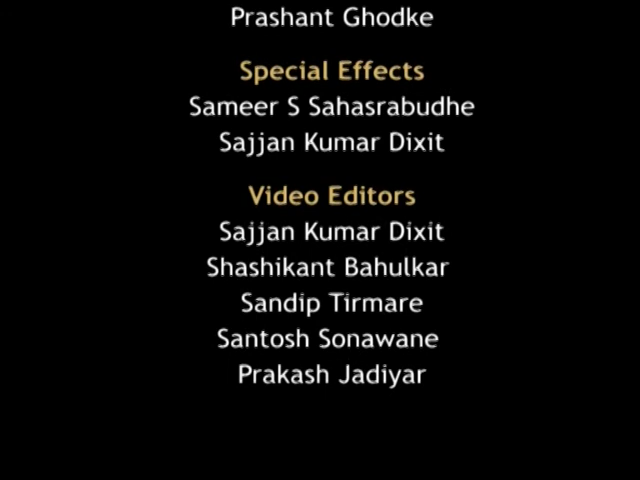 Prashant Ghodke
Special Effects
Sameer S Sahasrabudhe
Sajjan Kumar Dixit
Video Editors
Sajjan Kumar Dixit
Shashikant Bahulkar
Sandip Tirmare
Santosh Sonawane
Prakash Jadiyar